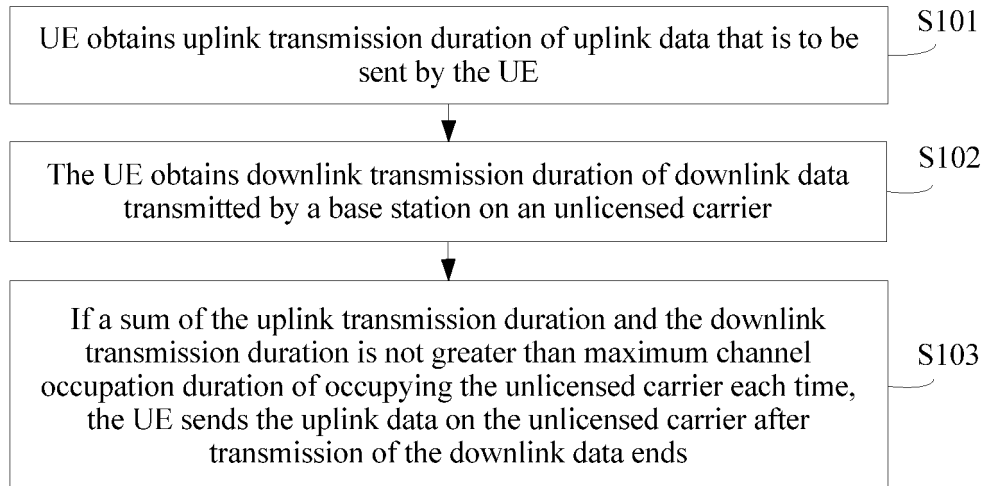 UE obtains uplink transmission duration of uplink data that is to be
sent by the UE
S101
The UE obtains downlink transmission duration of downlink data
transmitted by a base station on an unlicensed carrier
S102
If a sum of the uplink transmission duration and the downlink
transmission duration is not greater than maximum channel
occupation duration of occupying the unlicensed carrier each time,
the UE sends the uplink data on the unlicensed carrier after
transmission of the downlink data ends
S103